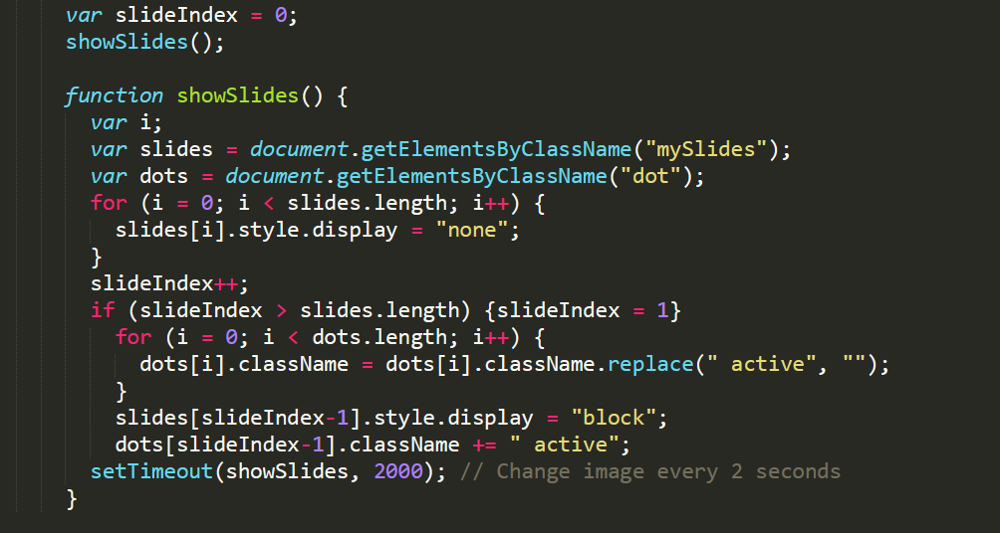 var slideIndex = 0;
showSlides();

function showSlides() {
  var i;
  var slides = document.getElementsByClassName("mySlides");
  var dots = document.getElementsByClassName("dot");
  for (i = 0; i < slides.length; i++) {
    slides[i].style.display = "none";
  }
  slideIndex++;
  if (slideIndex > slides.length) {slideIndex = 1}
    for (i = 0; i < dots.length; i++) {
      dots[i].className = dots[i].className.replace(" active", "");
    }
    slides[slideIndex-1].style.display = "block";
    dots[slideIndex-1].className += " active";
  setTimeout(showSlides, 2000); // Change image every 2 seconds
}